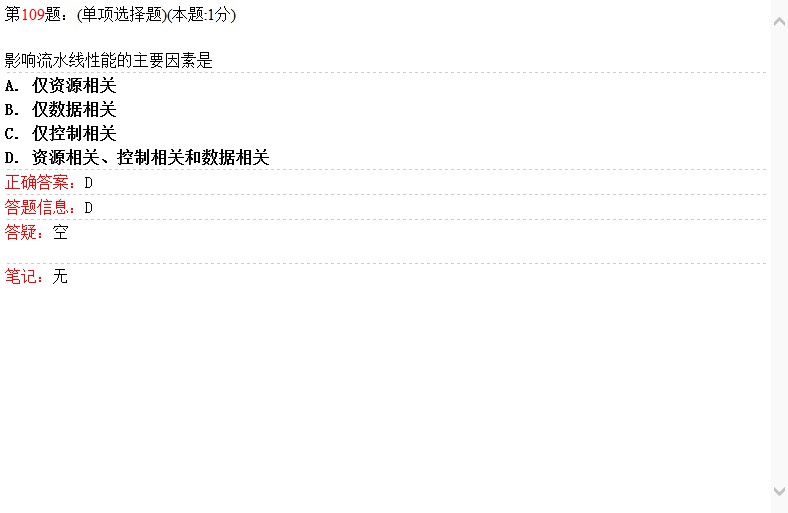 第109题：(单项选择题)(本题:1分)
影响流水线性能的主要因素是
A. 仅资源相关
B. 仅数据相关
C. 仅控制相关
D. 资源相关、控制相关和数据相关
正确答案：D
答题信息：D
答疑：空
笔记：无